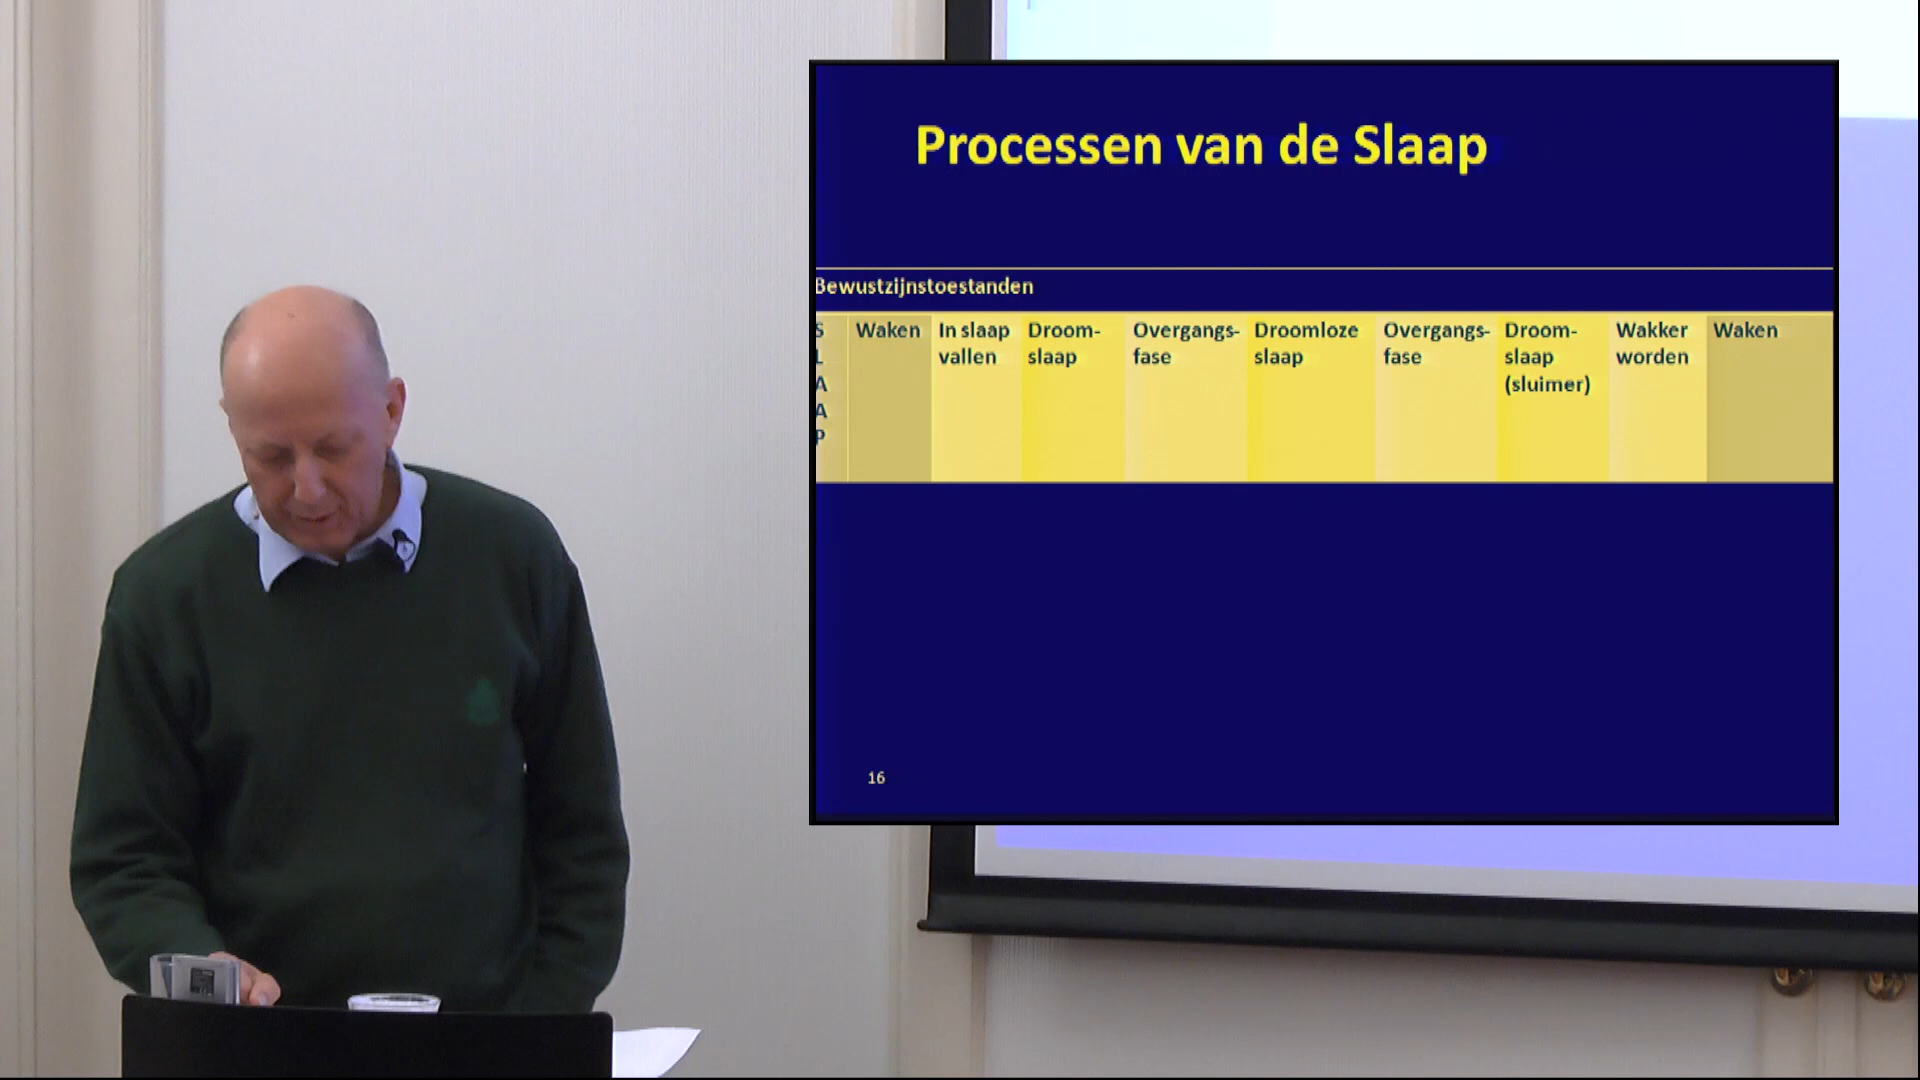 Processen van de Slaap
Bewustzijnstoestanden
S
L
A
A
P
Waken
In slaap
vallen
Droom-
slaap
Overgangs-
fase
Droomloze
slaap
Overgangs-
fase
Droom-
slaap
(sluimer)
Wakker
worden
Waken
16